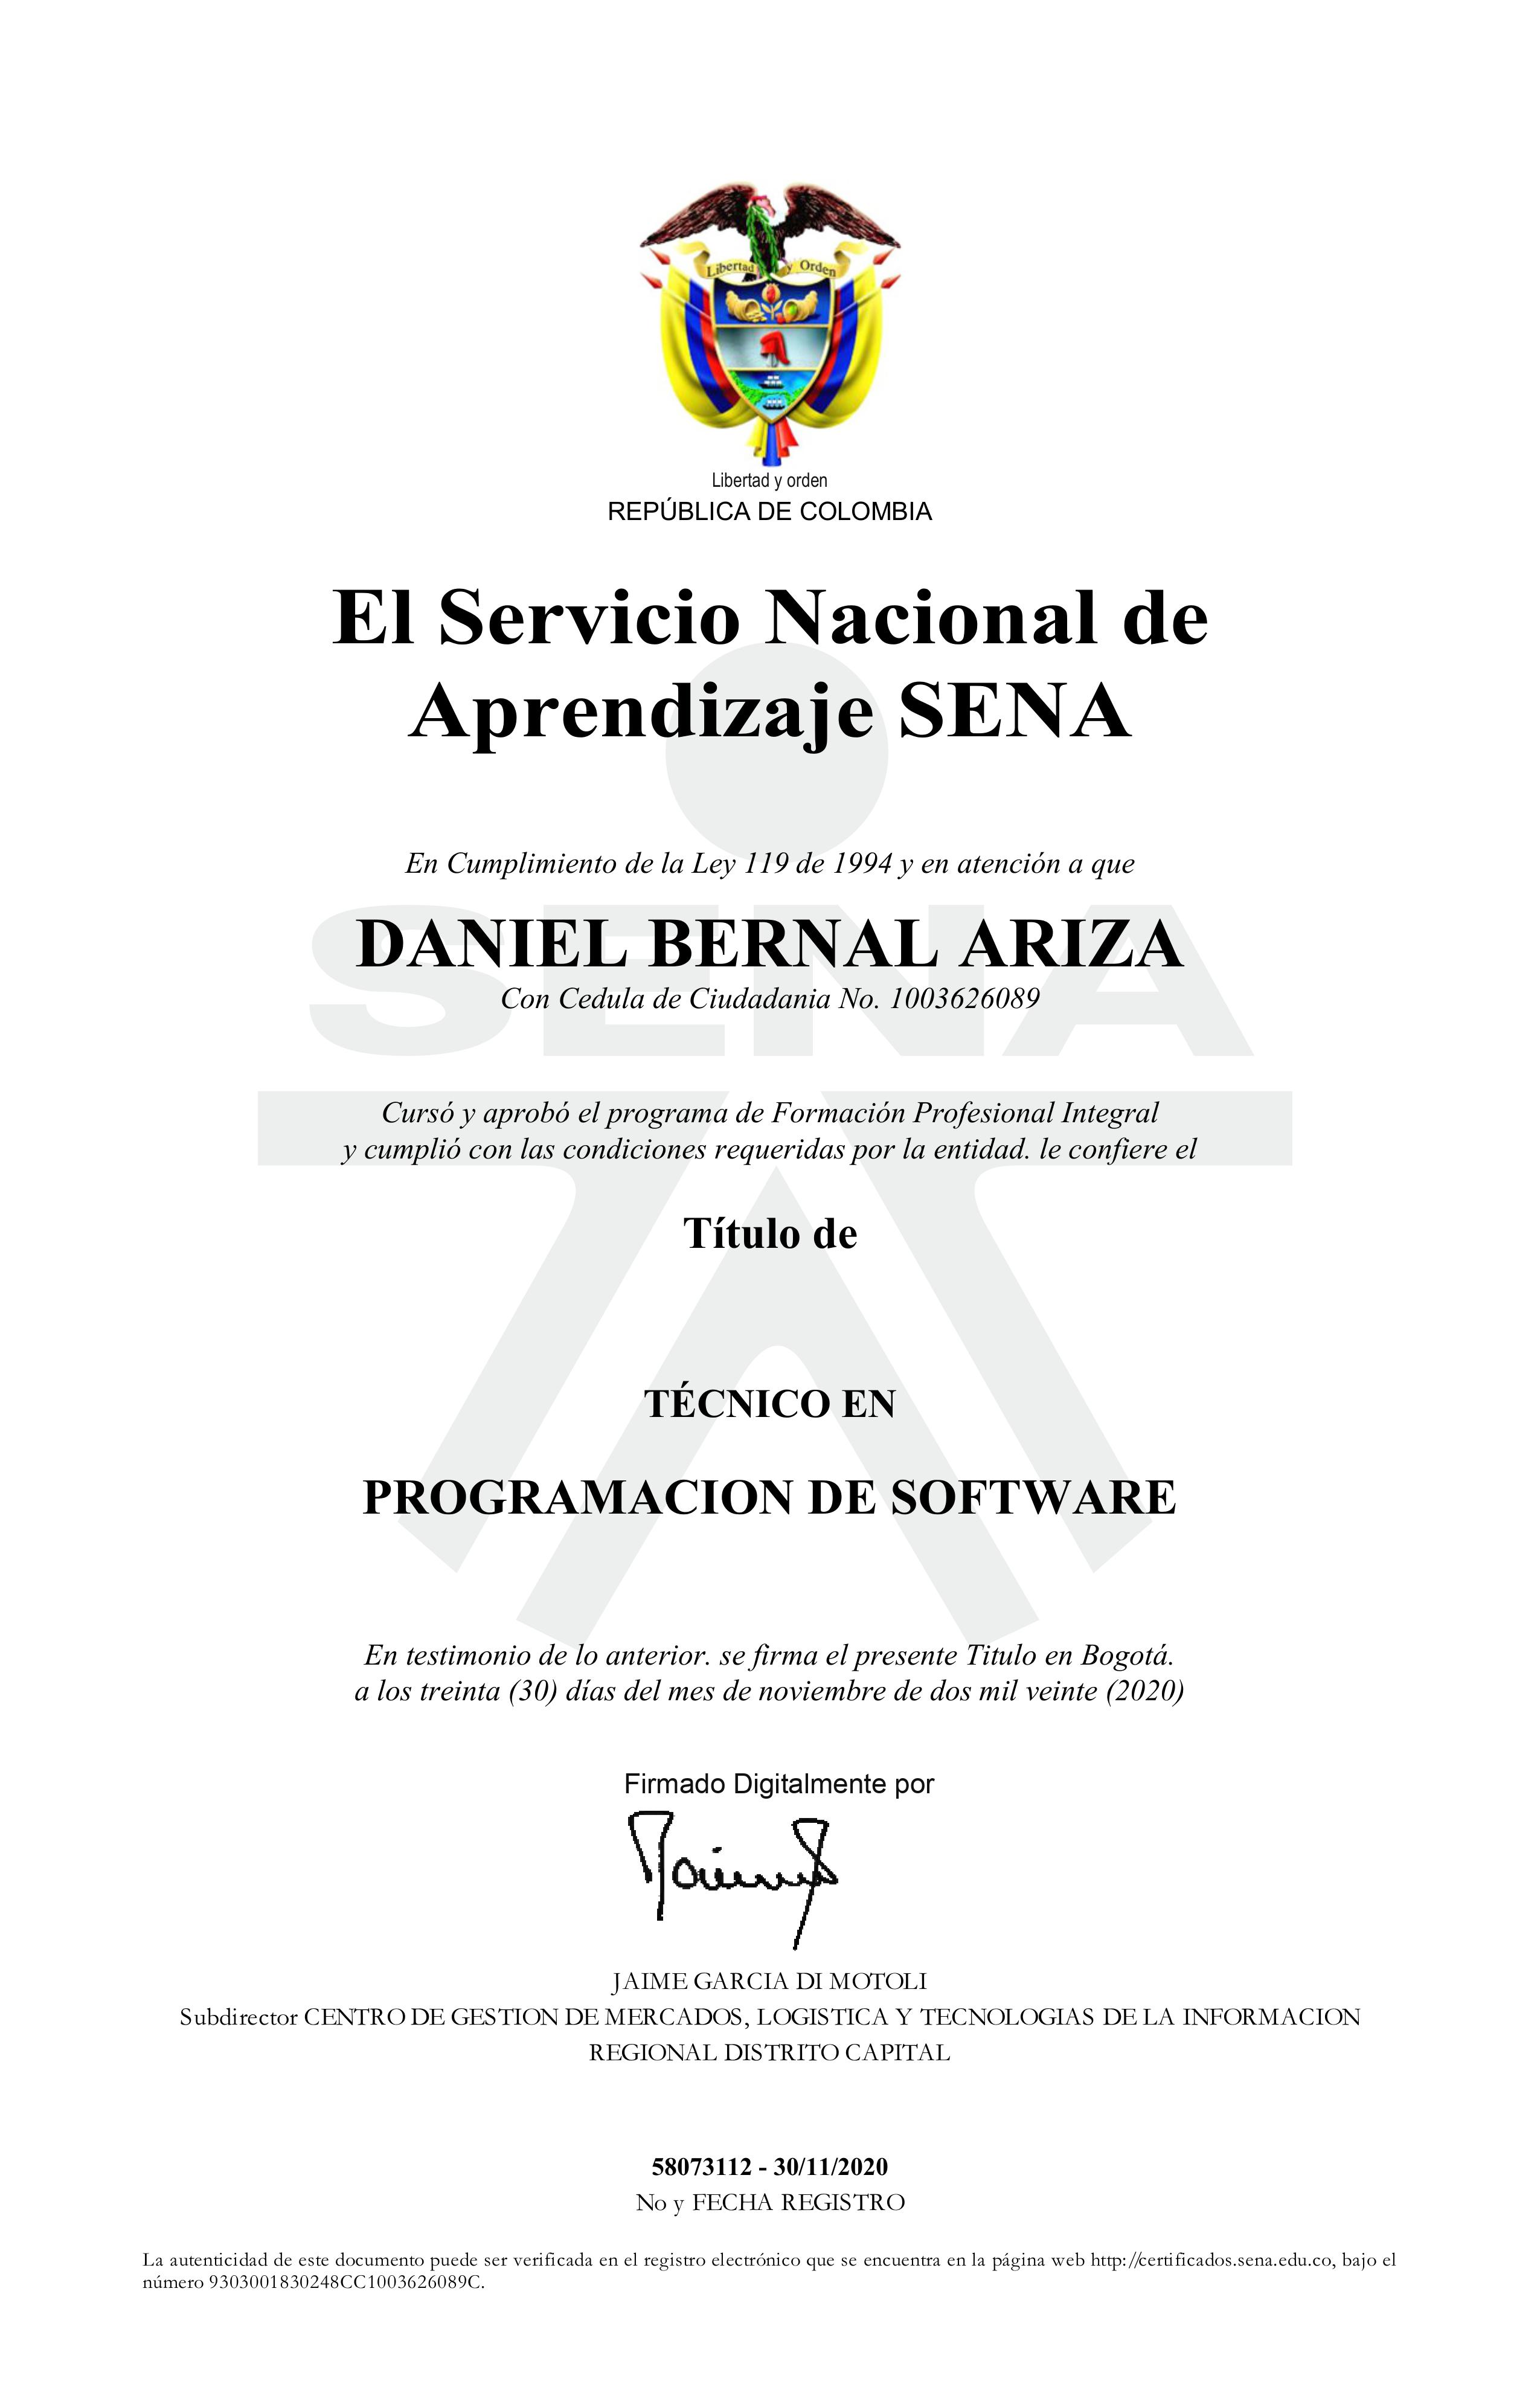 Libertad y Orden
Libertad y orden
REPÚBLICA DE COLOMBIA
El Servicio Nacional de
Aprendizaje SENA
En Cumplimiento de la Ley 119 de 1994 y en atención a que
SENA
DANIEL BERNAL ARIZA
Con Cedula de Ciudadania No. 1003626089
Cursó y aprobó el programa de Formación Profesional Integral
y cumplió con las condiciones requeridas por la entidad. le confiere el
Título de
TÉCNICO EN
PROGRAMACION DE SOFTWARE
En testimonio de lo anterior. se firma el presente Titulo en Bogotá.
a los treinta (30) días del mes de noviembre de dos mil veinte (2020)
Firmado Digitalmente por
JAIME GARCIA DI MOTOLI
Subdirector CENTRO DE GESTION DE MERCADOS, LOGISTICA Y TECNOLOGIAS DE LA INFORMACION
REGIONAL DISTRITO CAPITAL
58073112 - 30/11/2020
No y FECHA REGISTRO
La autenticidad de este documento puede ser verificada en el registro electrónico que se encuentra en la página web http://certificados.sena.edu.co, bajo el
número 9303001830248CC1003626089C.